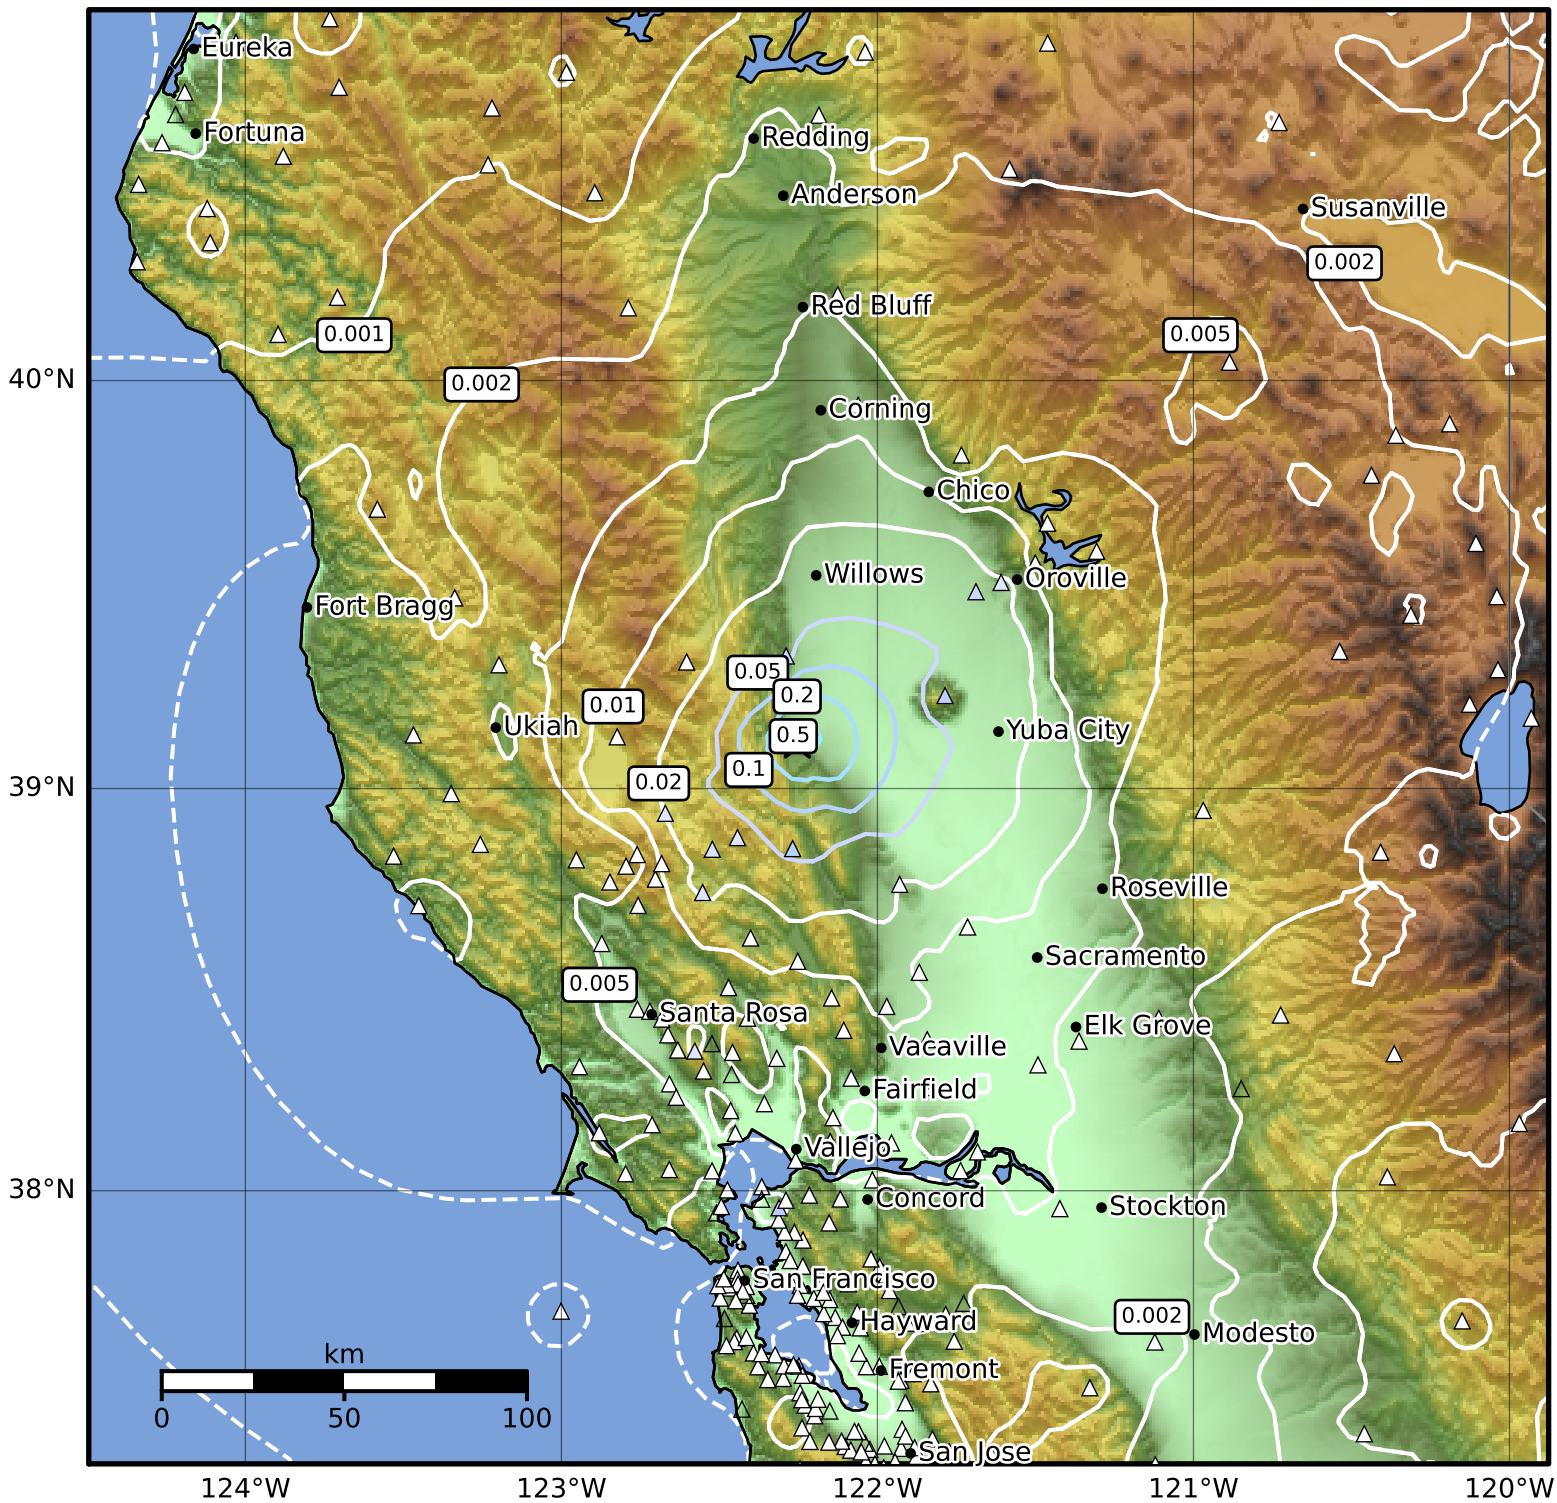 Eureka
Fortuna
Redding
Anderson
Susanville
0.002
Red Bluff
0.001
0.005
40°N
0.002
Corning
Chico
Willows
Oroville
Fort Bragg
0.05
0.2
0.01
Ukiah
0.5
Yuba City
0.1
0.02
39°N
Roseville
Sacramento
0.005
Santa Rosa
Elk Grove
Vacaville
Fairfield
Vallejo
38°N
Concord
Stockton
San Francisco
0.002
Hayward
Modesto
km
Fremont
0 50 100
San Jose
124°W 123°W 122°W 121°W 120°W